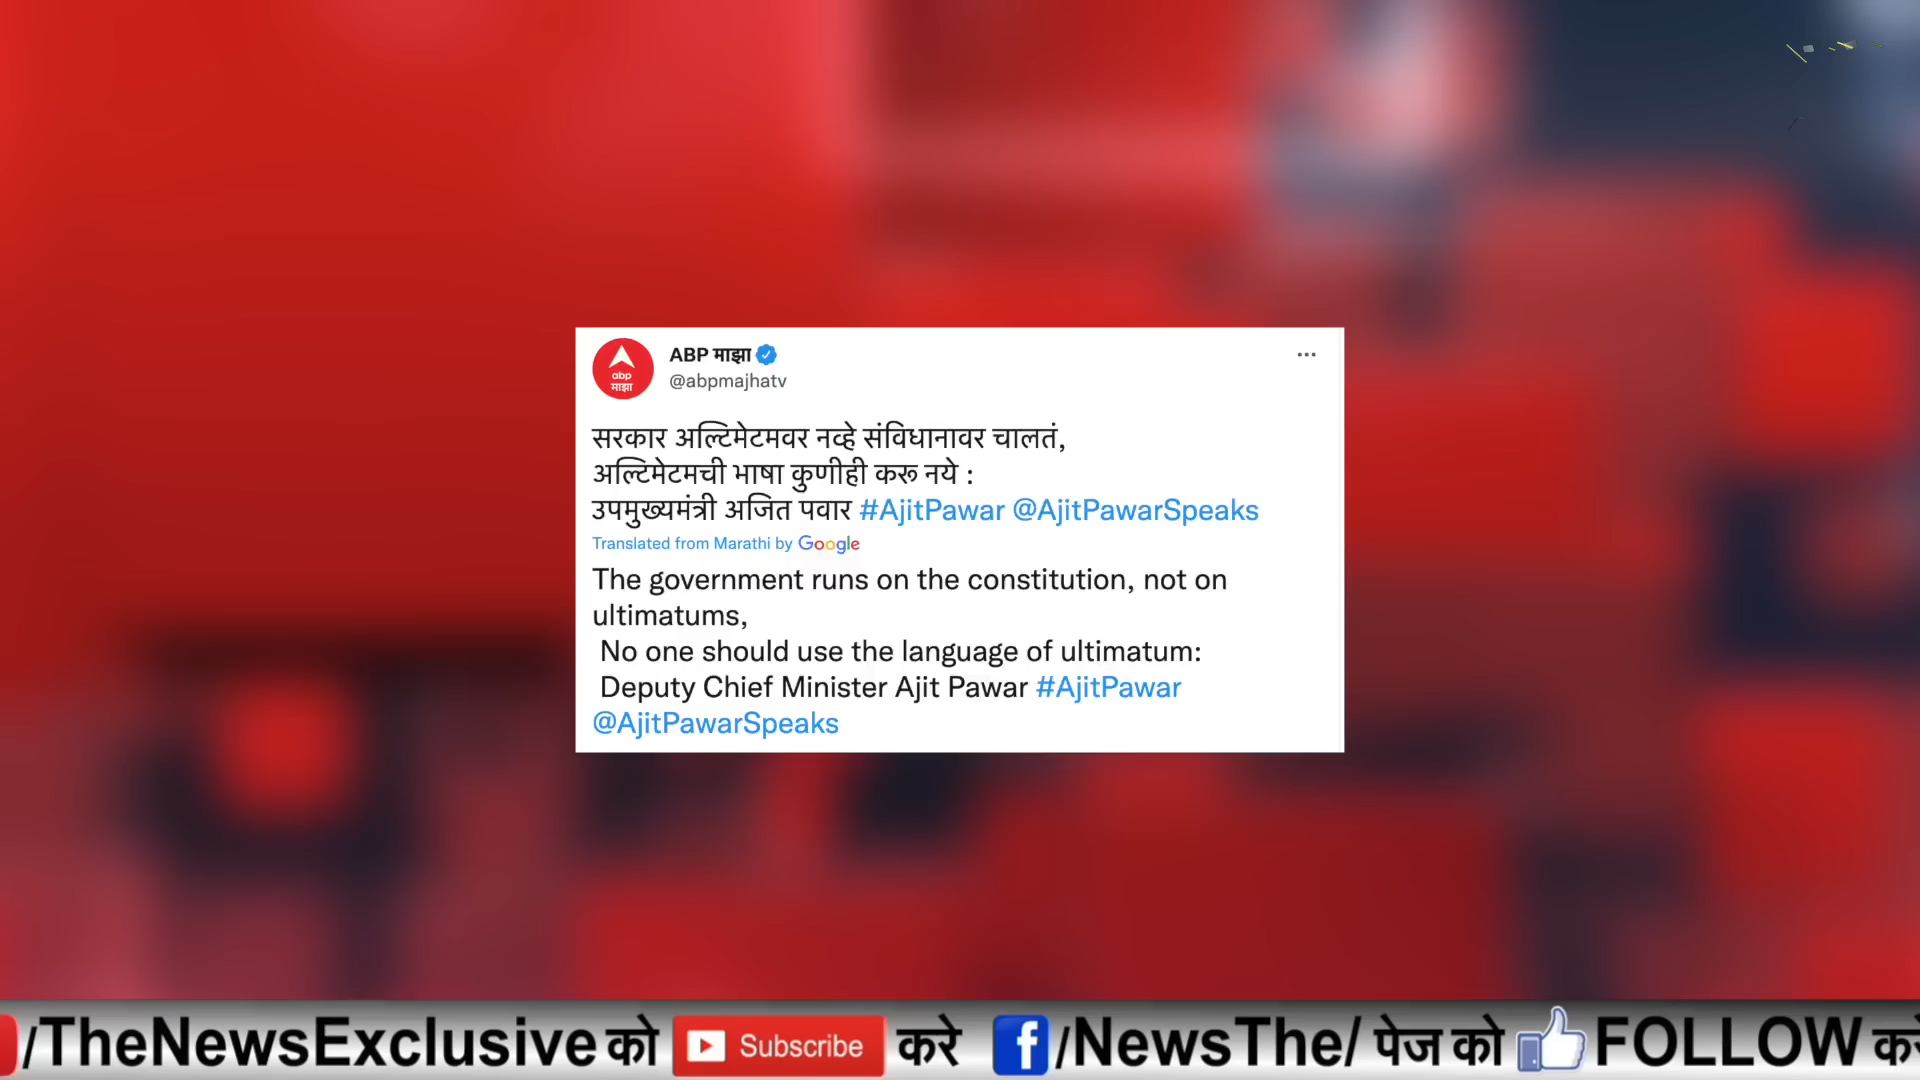 ABP माझा
@abpmajhatv
abp
माझा
सरकार अल्टिमेटमवर नव्हे संविधानावर चालतं,
अल्टिमेटमची भाषा कुणीही करू नये :
उपमुख्यमंत्री अजित पवार #AjitPawar @AjitPawarSpeaks
Translated from Marathi by Google
The government runs on the constitution, not on
ultimatums,
No one should use the language of ultimatum:
Deputy Chief Minister Ajit Pawar #AjitPawar
@AjitPawarSpeaks
/TheNewsExclusive को Subscribe करे f/NewsThe/ पेज को FOLLOW